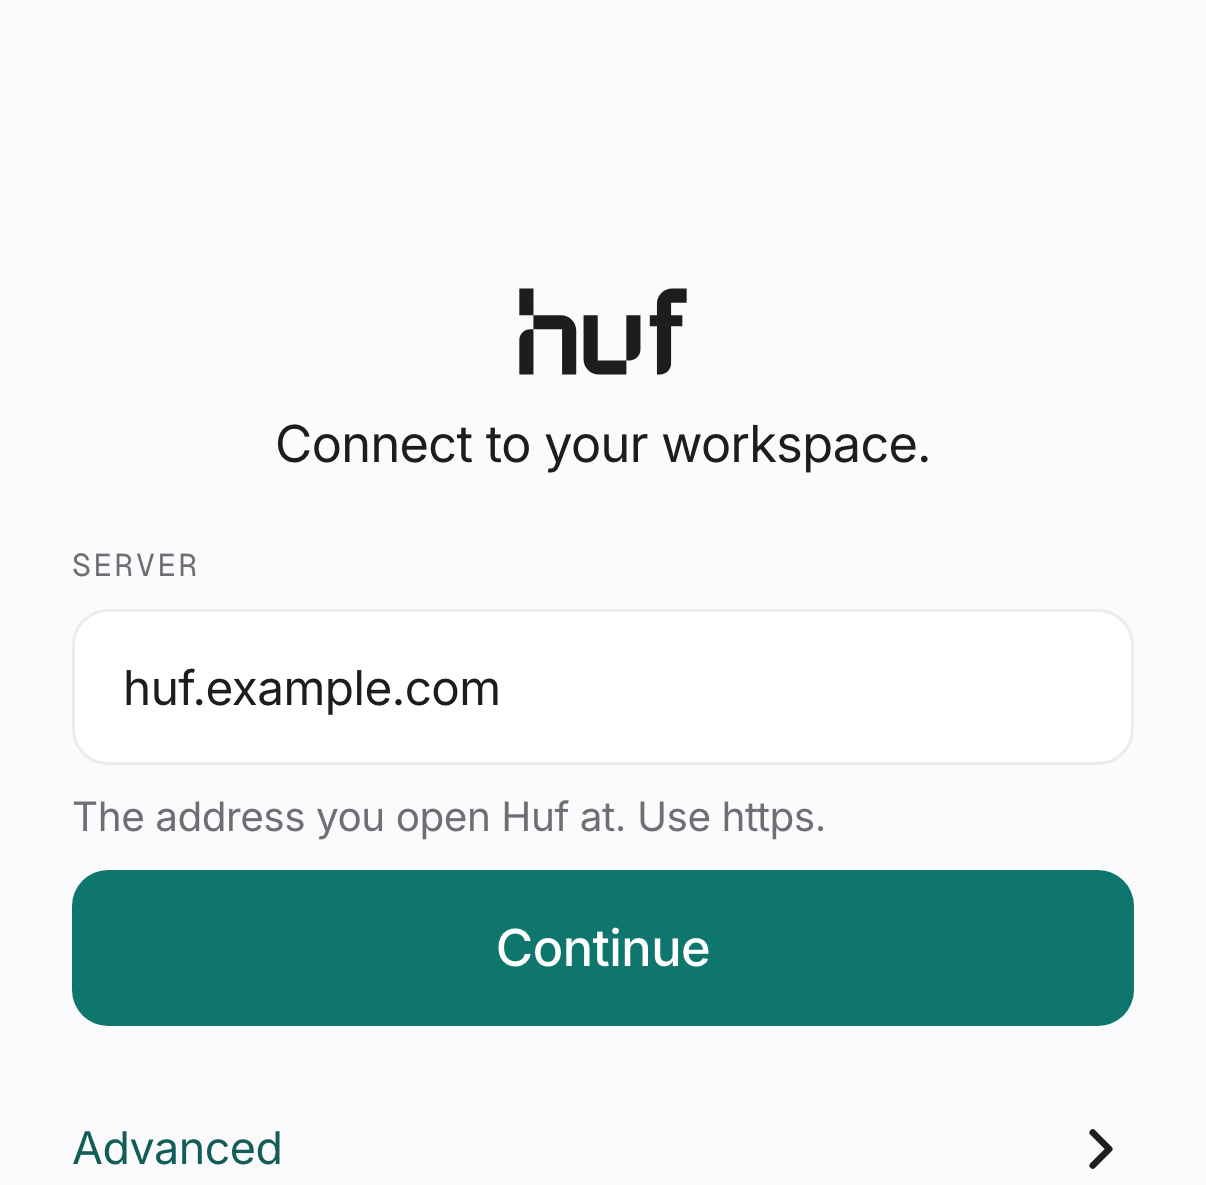 huf
Connect to your workspace.
SERVER
huf.example.com
The address you open Huf at. Use https.
Continue
Advanced